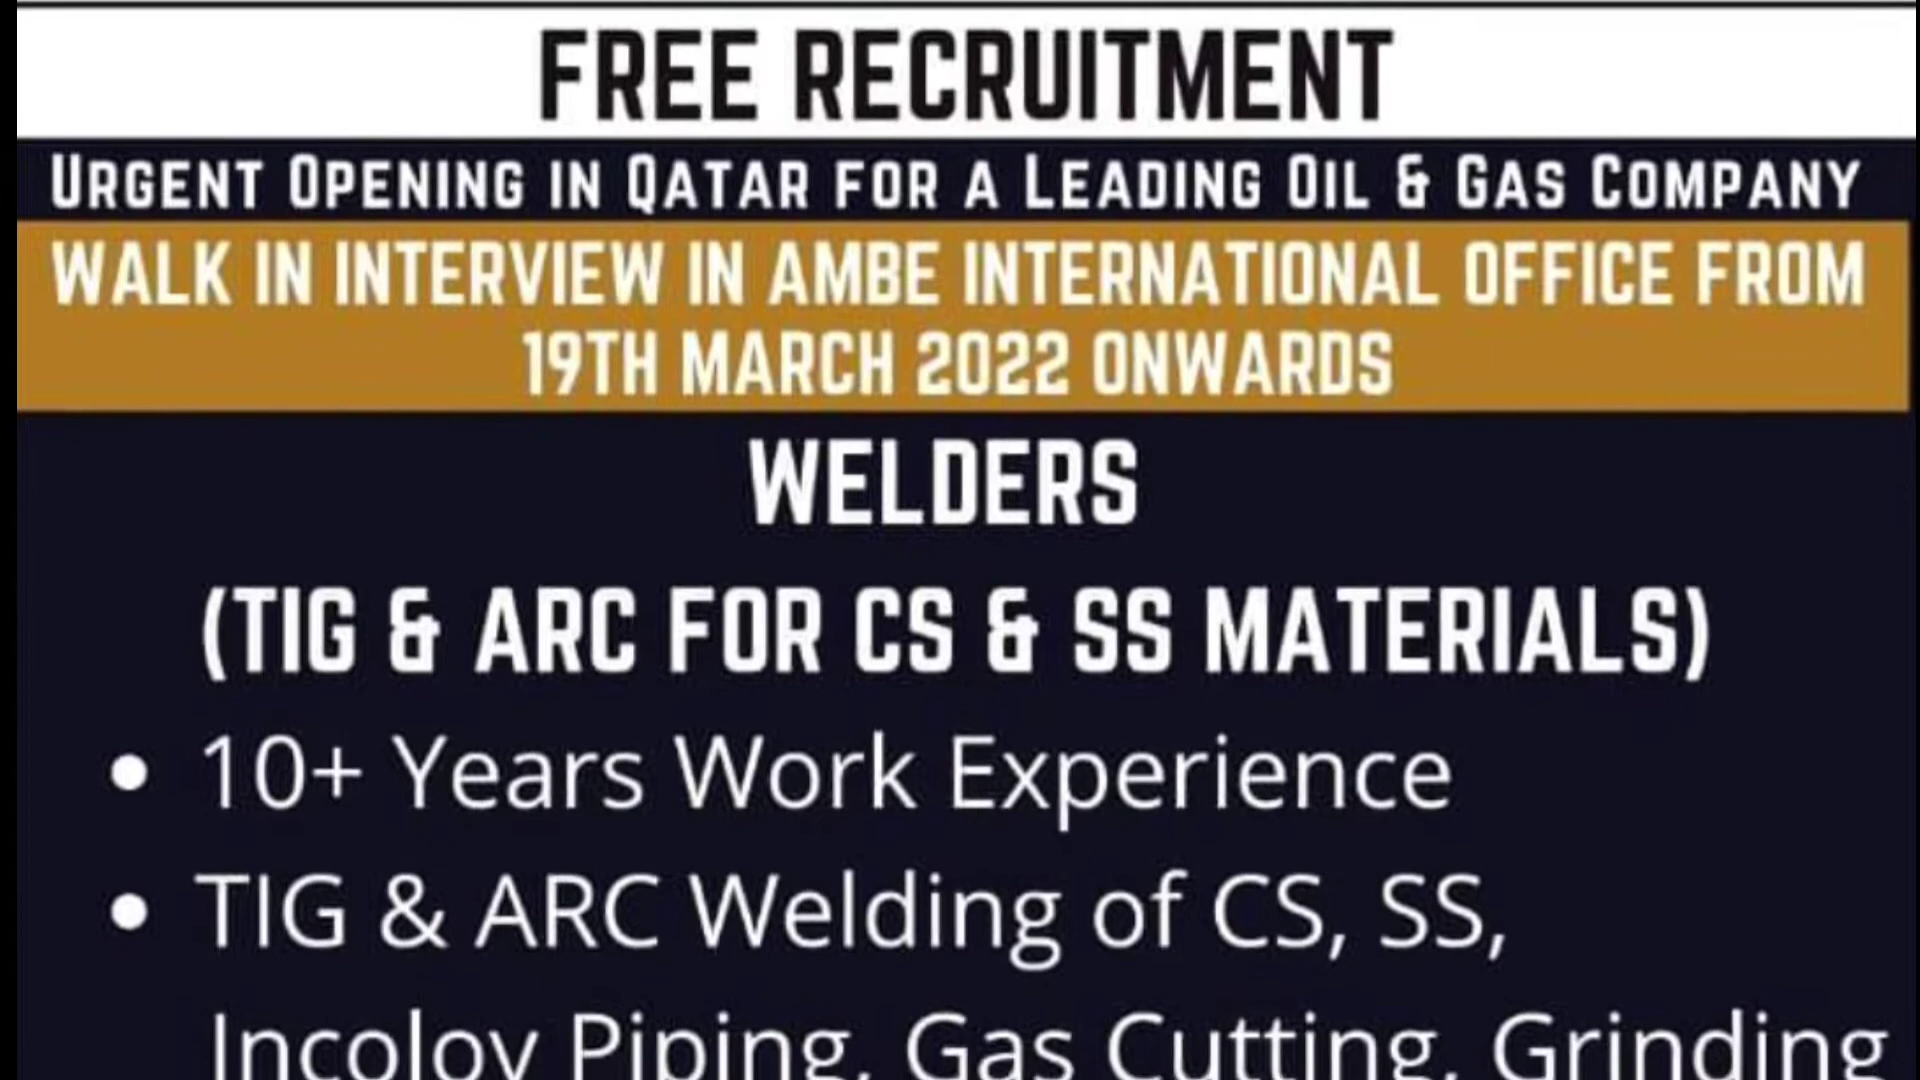 FREE RECRUITMENT
URGENT OPENING IN QATAR FOR A LEADING OIL & GAS COMPANY
WALK IN INTERVIEW IN AMBE INTERNATIONAL OFFICE FROM
19TH MARCH 2022 ONWARDS
WELDERS
(TIG & ARC FOR CS & SS MATERIALS)
• 10+ Years Work Experience
• TIG & ARC Welding of CS, SS,
Incoloy Piping, Gas Cutting, Grinding